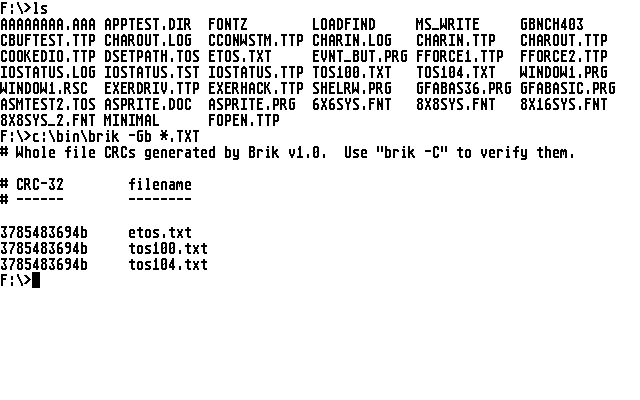 F:\>ls
AAAAAAAA.AAA APPTEST.DIR  FONTZ        LOADFIND     MS_WRITE     GBNCH403
CBUFTEST.TTP CHAROUT.LOG  CCONWSTM.TTP CHARIN.LOG   CHARIN.TTP   CHAROUT.TTP
COOKEDIO.TTP DSETPATH.TOS ETOS.TXT     EVNT_BUT.PRG FFORCE1.TTP  FFORCE2.TTP
IOSTATUS.LOG IOSTATUS.TST IOSTATUS.TTP TOS100.TXT   TOS104.TXT   WINDOW1.PRG
WINDOW1.RSC  EXERDRIV.TTP EXERHACK.TTP SHELRW.PRG   GFABAS36.PRG GFABASIC.PRG
ASMTEST2.TOS ASPRITE.DOC  ASPRITE.PRG  6X6SYS.FNT   8X8SYS.FNT   8X16SYS.FNT
8X8SYS_2.FNT MINIMAL      FOPEN.TTP
F:\>c:\bin\brik -Gb *.TXT
# Whole file CRCs generated by Brik v1.0.  Use "brik -C" to verify them.
# CRC-32        filename
# ------        --------
3785483694b     etos.txt
3785483694b     tos100.txt
3785483694b     tos104.txt
F:\>